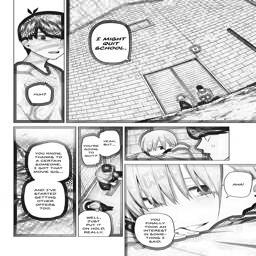 I MIGHT
QUIT
SCHOOL.
HUH?
YEAH,
BUT...
YOU'RE
GOING
TO
QUIT?
YOU KNOW,
THANKS TO
A CERTAIN
SOMEONE,
I GOT THAT
MOVIE GIG...
AND I'VE
STARTED
GETTING
OTHER
OFFERS
TOO.
WELL,
JUST
PUT IT
ON HOLD,
REALLY.
AHA!
YOU
FINALLY
TOOK AN
INTEREST
IN SOME-
THING I
SAID.